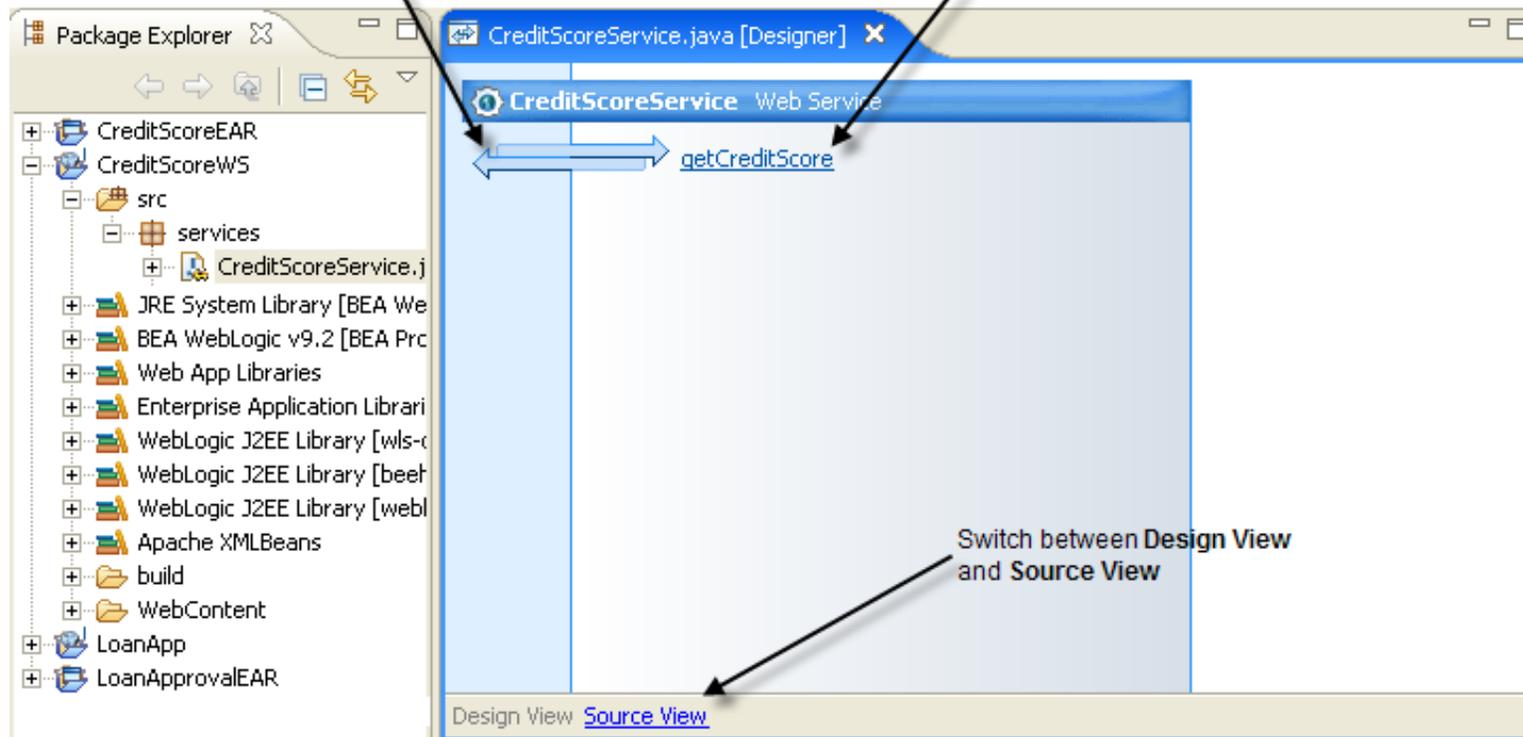 Package Explorer
CreditScoreEAR
CreditScoreWS
src
services
CreditScoreService.j
JRE System Library [BEA We
BEA WebLogic v9.2 [BEA Pro
Web App Libraries
Enterprise Application Librari
WebLogic J2EE Library [wls-c
WebLogic J2EE Library [beeh
WebLogic J2EE Library [webl
Apache XMLBeans
build
WebContent
LoanApp
LoanApprovalEAR
CreditScoreService.java [Designer]
CreditScoreService Web Service
getCreditScore
Switch between Design View
and Source View
Design View Source View